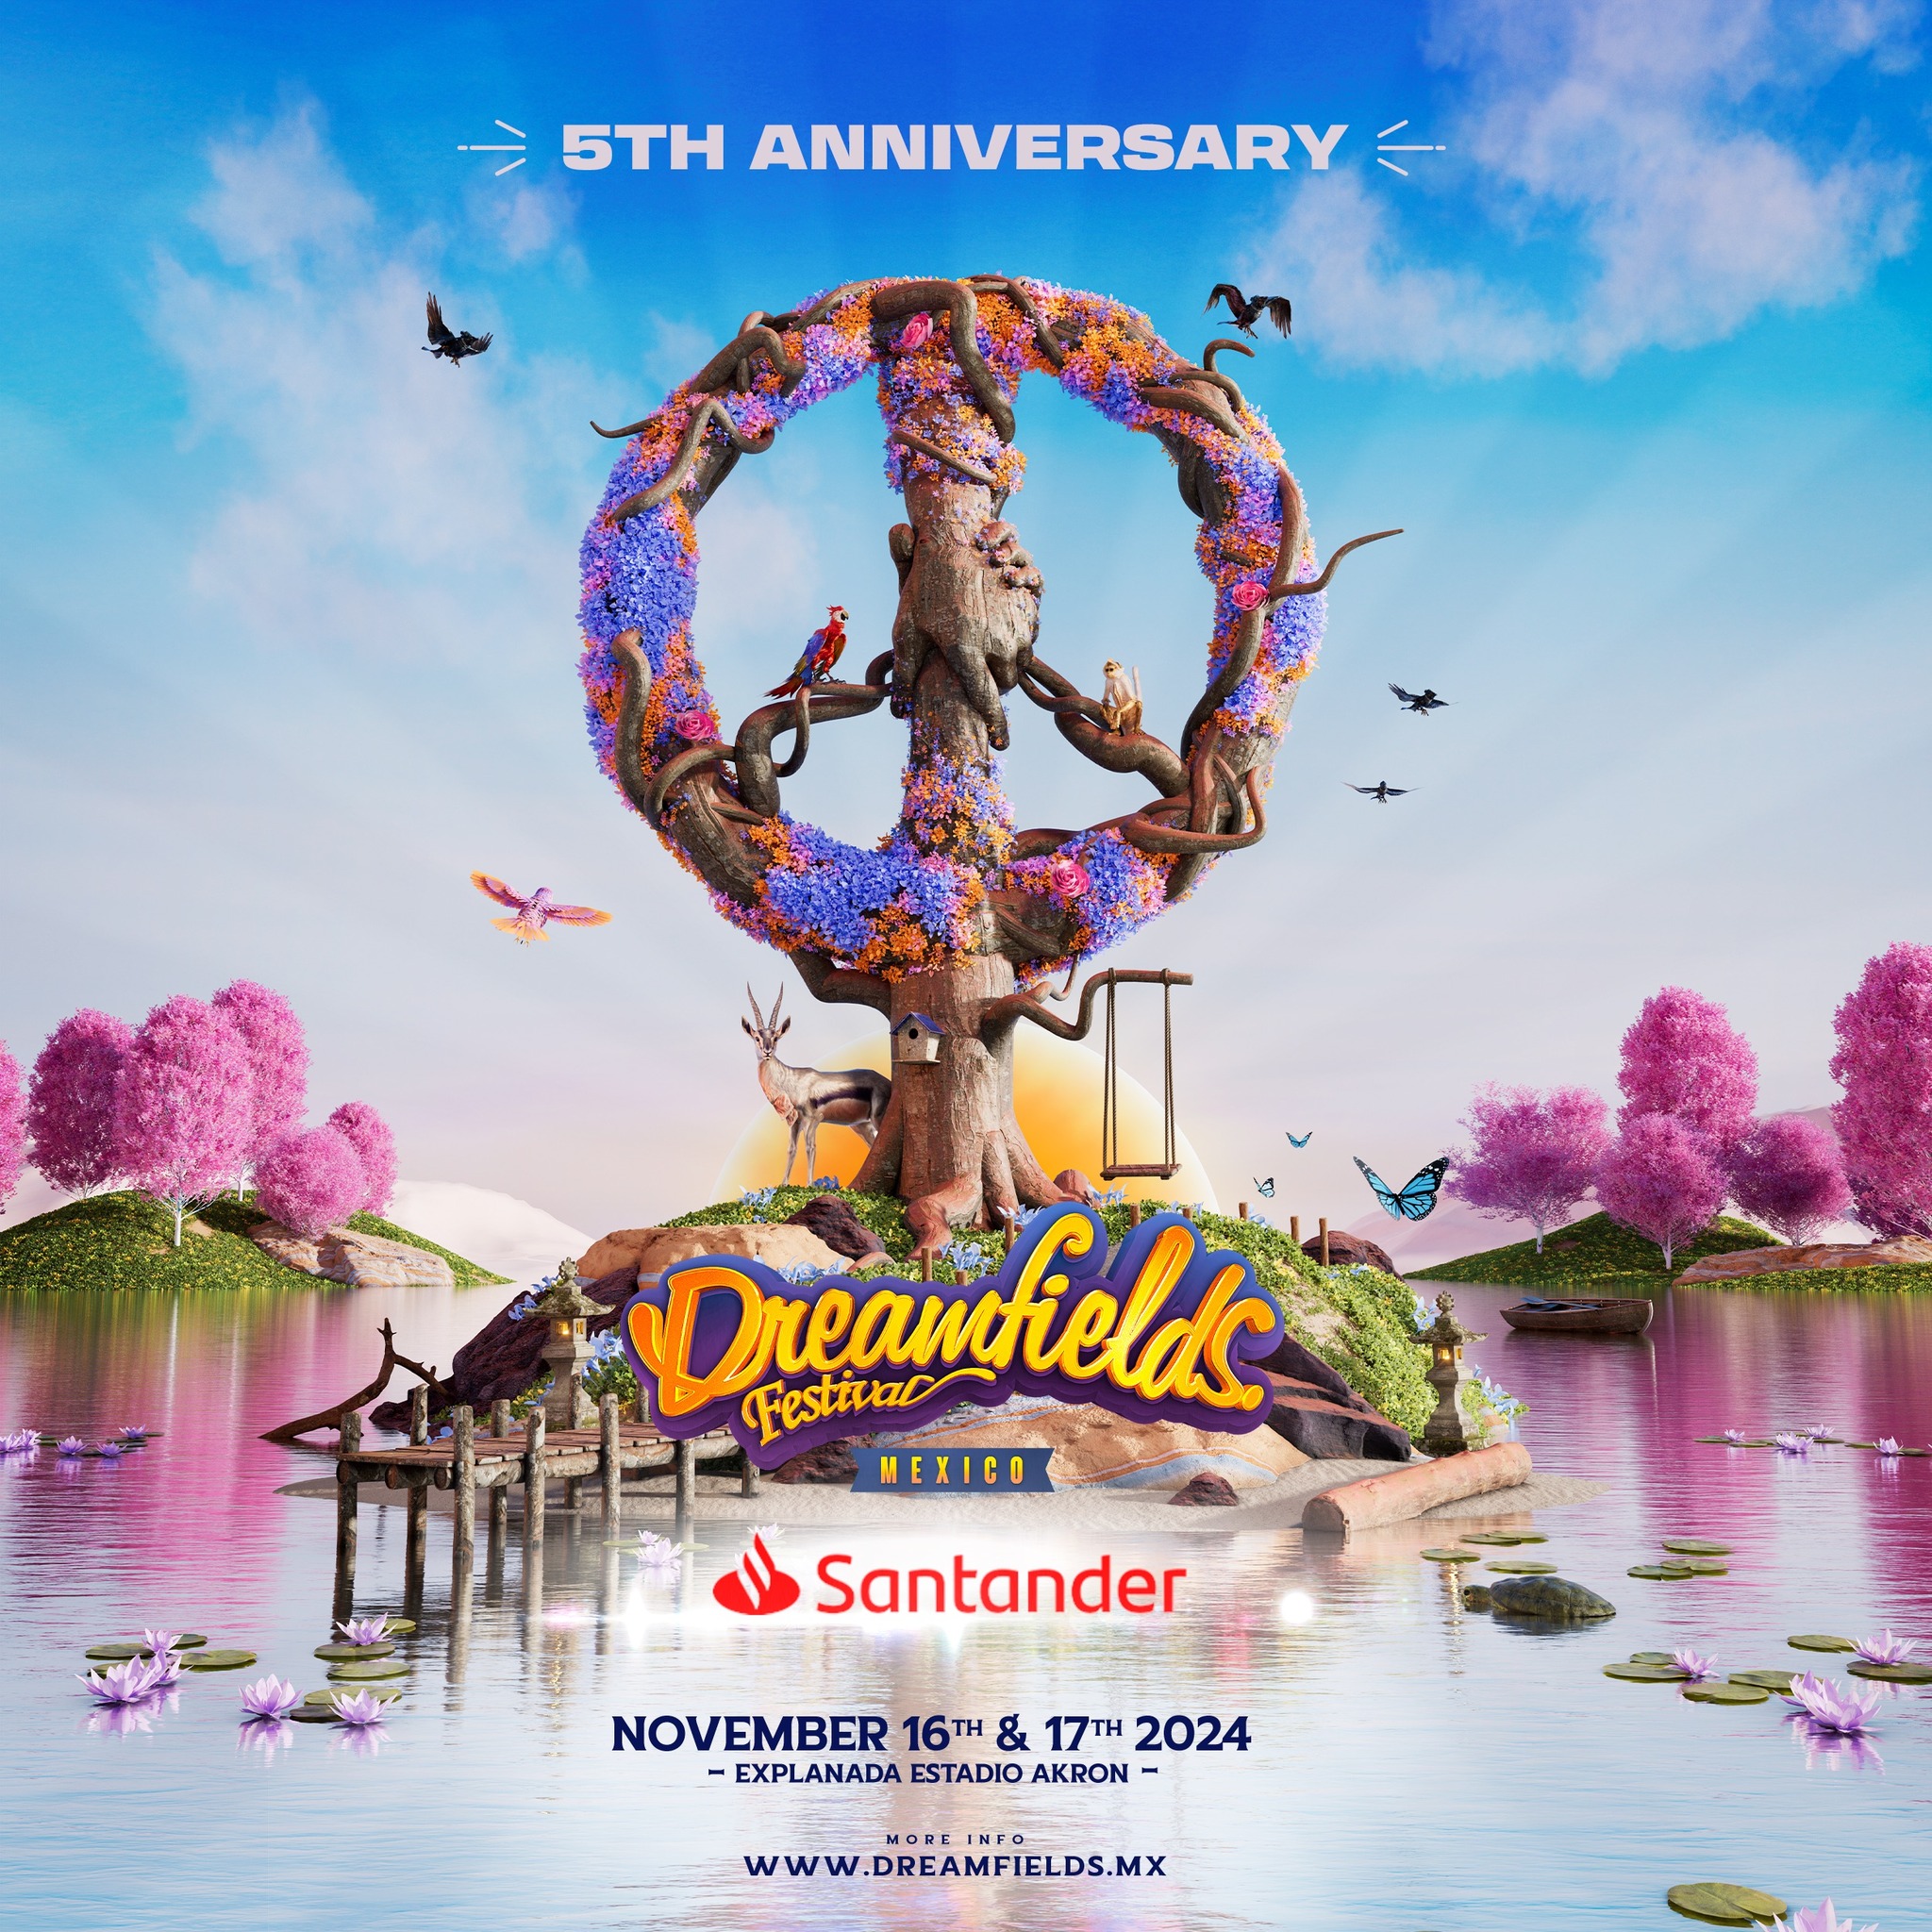 5TH ANNIVERSARY
Dreamfields.
Festival
MEXICO
Santander
NOVEMBER 16TH & 17TH 2024
- EXPLANADA ESTADIO AKRON -
MORE INFO
WWW.DREAMFIELDS.MX